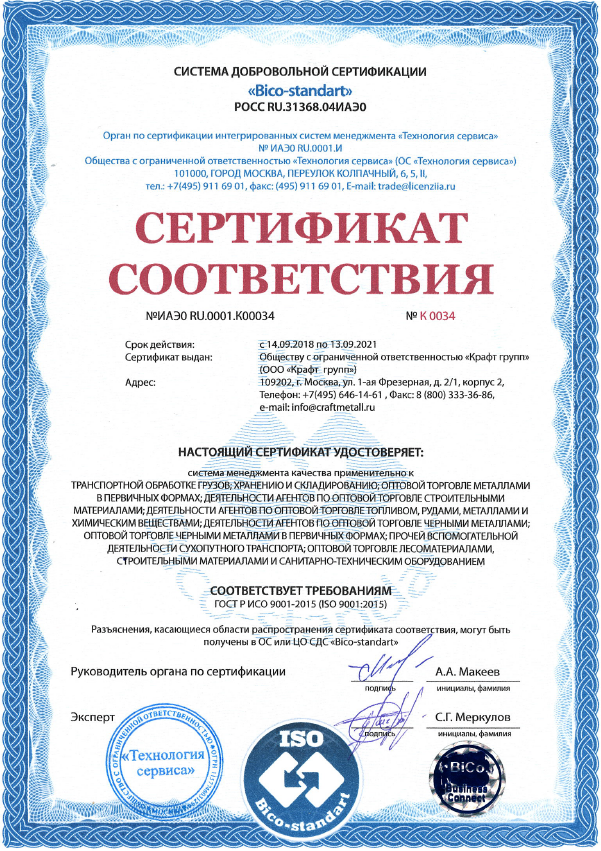 СИСТЕМА ДОБРОВОЛЬНОЙ СЕРТИФИКАЦИИ
«Bico-standart»
РОСС RU.31368.04ИАЭ0
Орган по сертификации интегрированных систем менеджмента «Технология сервиса»
№ ИАЭ0 RU.0001.И
Общества с ограниченной ответственностью «Технология сервиса» (ОС «Технология сервиса»)
101000, ГОРОД МОСКВА, ПЕРЕУЛОК КОЛПАЧНЫЙ, 6, 5, II,
тел.: +7(495) 911 69 01, факс: (495) 911 69 01, E-mail: trade@licenziia.ru
СЕРТИФИКАТ
СООТВЕТСТВИЯ
№ИАЭ0 RU.0001.К00034 № К 0034
Срок действия: с 14.09.2018 по 13.09.2021
Сертификат выдан: Обществу с ограниченной ответственностью «Крафт групп»
(ООО «Крафт групп»)
Адрес: 109202, г. Москва, ул. 1-ая Фрезерная, д. 2/1, корпус 2,
Телефон: +7(495) 646-14-61 , Факс: 8 (800) 333-36-86,
e-mail: info@craftmetall.ru
НАСТОЯЩИЙ СЕРТИФИКАТ УДОСТОВЕРЯЕТ:
система менеджмента качества применительно к
ТРАНСПОРТНОЙ ОБРАБОТКЕ ГРУЗОВ; ХРАНЕНИЮ И СКЛАДИРОВАНИЮ; ОПТОВОЙ ТОРГОВЛЕ МЕТАЛЛАМИ
В ПЕРВИЧНЫХ ФОРМАХ; ДЕЯТЕЛЬНОСТИ АГЕНТОВ ПО ОПТОВОЙ ТОРГОВЛЕ СТРОИТЕЛЬНЫМИ
МАТЕРИАЛАМИ; ДЕЯТЕЛЬНОСТИ АГЕНТОВ ПО ОПТОВОЙ ТОРГОВЛЕ ТОПЛИВОМ, РУДАМИ, МЕТАЛЛАМИ И
ХИМИЧЕСКИМ ВЕЩЕСТВАМИ; ДЕЯТЕЛЬНОСТИ АГЕНТОВ ПО ОПТОВОЙ ТОРГОВЛЕ ЧЕРНЫМИ МЕТАЛЛАМИ;
ОПТОВОЙ ТОРГОВЛЕ ЧЕРНЫМИ МЕТАЛЛАМИ В ПЕРВИЧНЫХ ФОРМАХ; ПРОЧЕЙ ВСПОМОГАТЕЛЬНОЙ
ДЕЯТЕЛЬНОСТИ СУХОПУТНОГО ТРАНСПОРТА; ОПТОВОЙ ТОРГОВЛЕ ЛЕСОМАТЕРИАЛАМИ,
СТРОИТЕЛЬНЫМИ МАТЕРИАЛАМИ И САНИТАРНО-ТЕХНИЧЕСКИМ ОБОРУДОВАНИЕМ
СООТВЕТСТВУЕТ ТРЕБОВАНИЯМ
ГОСТ Р ИСО 9001-2015 (ISO 9001:2015)
Разъяснения, касающиеся области распространения сертификата соответствия, могут быть
получены в ОС или ЦО СДС «Bico-standart»
Руководитель органа по сертификации А.А. Макеев
подпись инициалы, фамилия
Эксперт С.Г. Меркулов
подпись инициалы, фамилия
С ОГРАНИЧЕННОЙ ОТВЕТСТВЕННОСТЬЮ
«Технология
сервиса»
ISO
Bico-standart
BiCo
Business
Connect